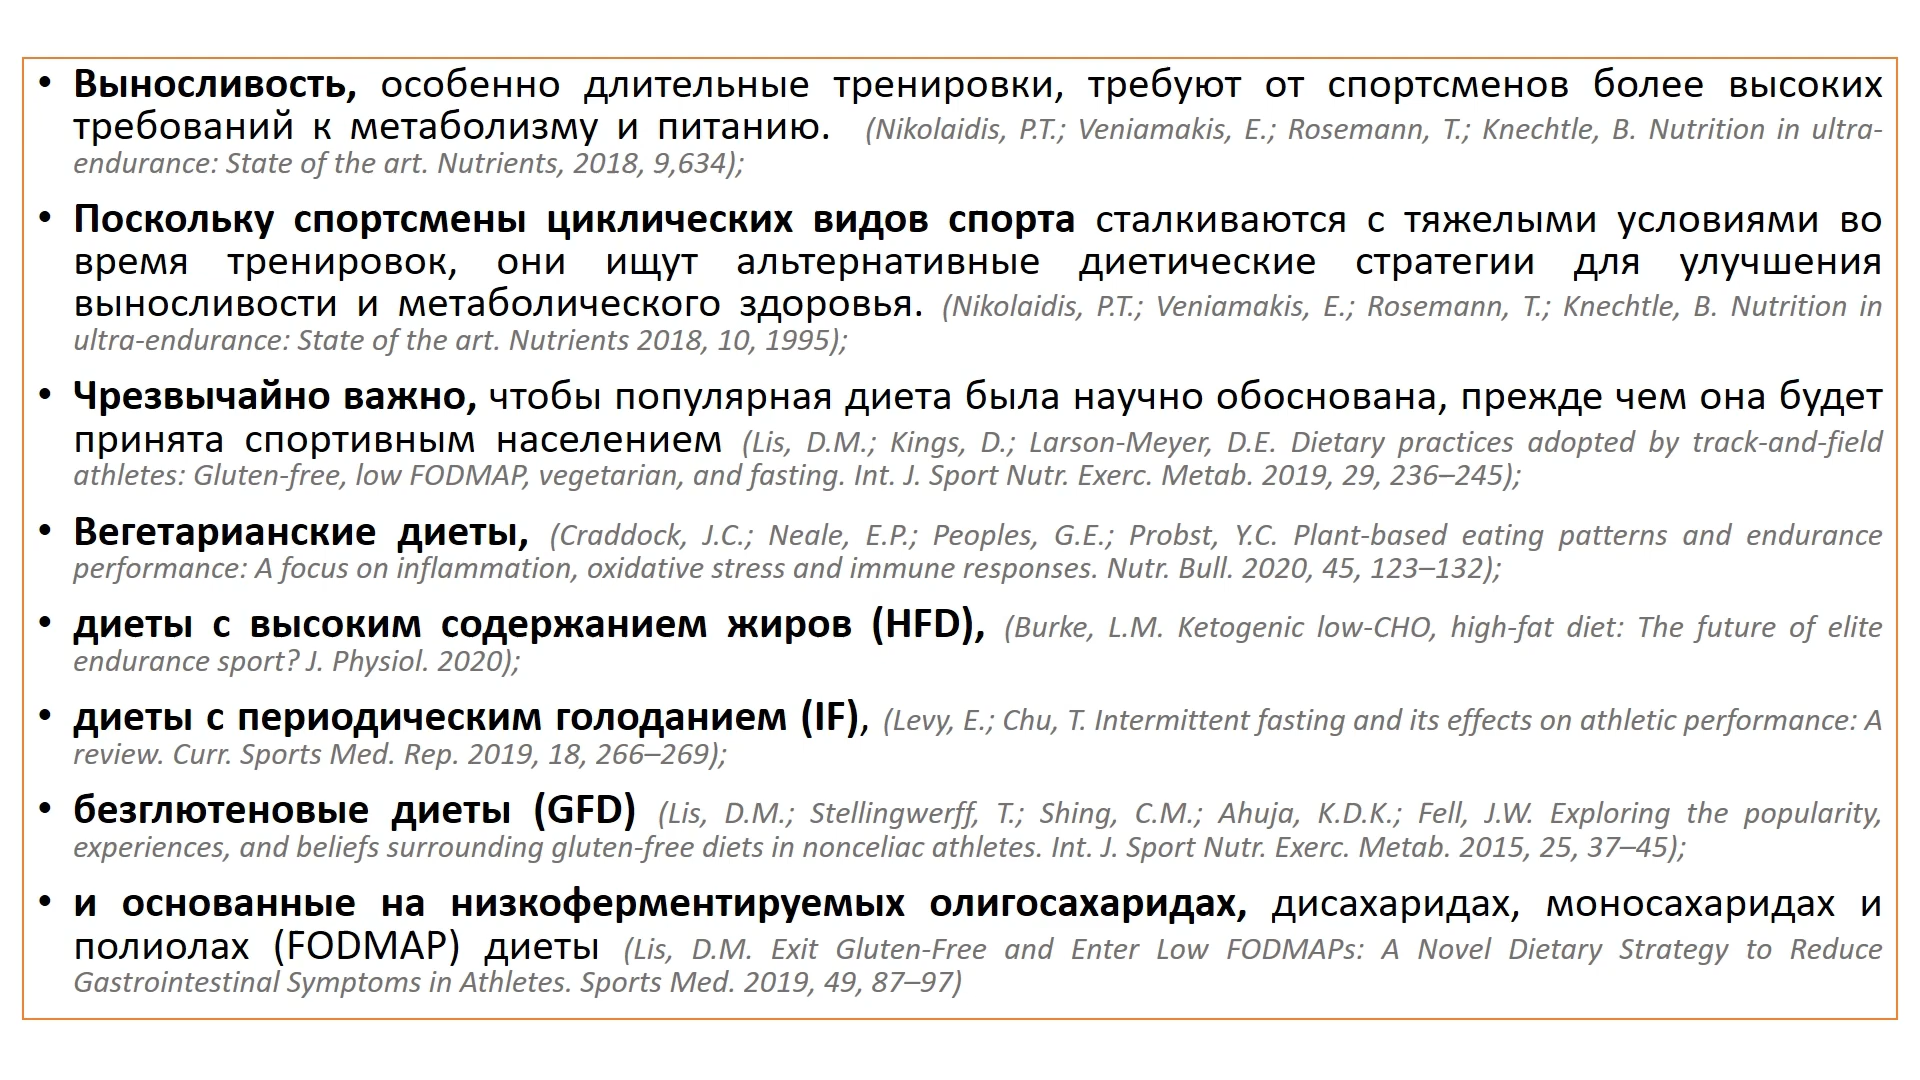 • Выносливость, особенно длительные тренировки, требуют от спортсменов более высоких
требований к метаболизму и питанию. (Nikolaidis, P.T.; Veniamakis, E.; Rosemann, T.; Knechtle, B. Nutrition in ultra-
endurance: State of the art. Nutrients, 2018, 9,634);
• Поскольку спортсмены циклических видов спорта сталкиваются с тяжелыми условиями во
время тренировок, они ищут альтернативные диетические стратегии для улучшения
выносливости и метаболического здоровья. (Nikolaidis, P.T.; Veniamakis, E.; Rosemann, T.; Knechtle, B. Nutrition in
ultra-endurance: State of the art. Nutrients 2018, 10, 1995);
• Чрезвычайно важно, чтобы популярная диета была научно обоснована, прежде чем она будет
принята спортивным населением (Lis, D.M.; Kings, D.; Larson-Meyer, D.E. Dietary practices adopted by track-and-field
athletes: Gluten-free, low FODMAP, vegetarian, and fasting. Int. J. Sport Nutr. Exerc. Metab. 2019, 29, 236–245);
• Вегетарианские диеты, (Craddock, J.C.; Neale, E.P.; Peoples, G.E.; Probst, Y.C. Plant-based eating patterns and endurance
performance: A focus on inflammation, oxidative stress and immune responses. Nutr. Bull. 2020, 45, 123–132);
• диеты с высоким содержанием жиров (HFD), (Burke, L.M. Ketogenic low-CHO, high-fat diet: The future of elite
endurance sport? J. Physiol. 2020);
• диеты с периодическим голоданием (IF), (Levy, E.; Chu, T. Intermittent fasting and its effects on athletic performance: A
review. Curr. Sports Med. Rep. 2019, 18, 266–269);
• безглютеновые диеты (GFD) (Lis, D.M.; Stellingwerff, T.; Shing, C.M.; Ahuja, K.D.K.; Fell, J.W. Exploring the popularity,
experiences, and beliefs surrounding gluten-free diets in nonceliac athletes. Int. J. Sport Nutr. Exerc. Metab. 2015, 25, 37–45);
• и основанные на низкоферментируемых олигосахаридах, дисахаридах, моносахаридах и
полиолах (FODMAP) диеты (Lis, D.M. Exit Gluten-Free and Enter Low FODMAPs: A Novel Dietary Strategy to Reduce
Gastrointestinal Symptoms in Athletes. Sports Med. 2019, 49, 87–97)